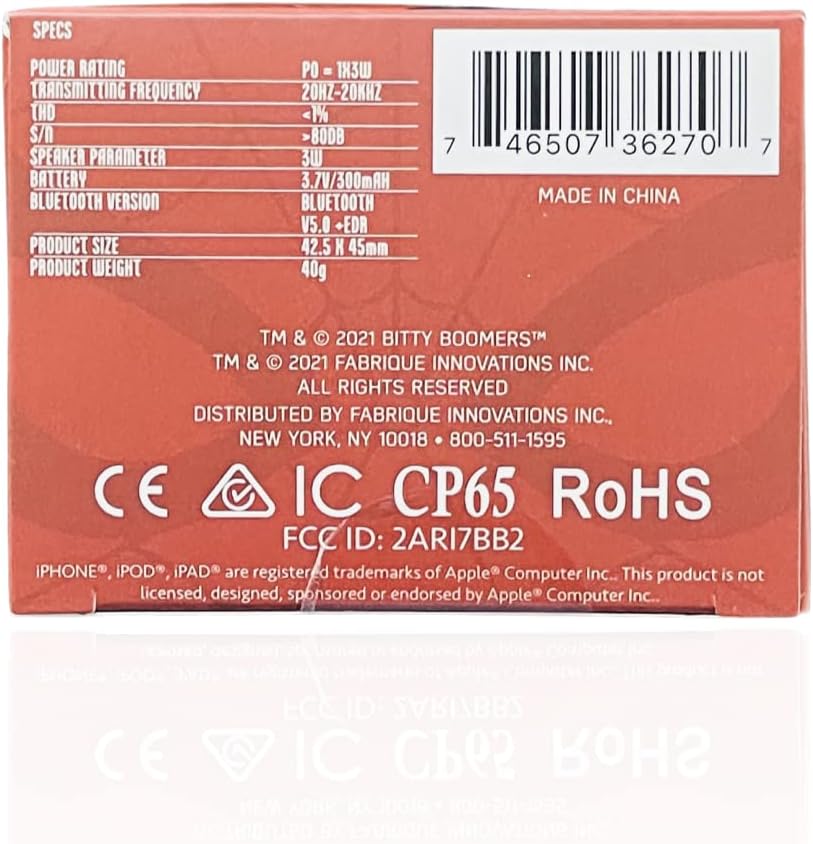 SPECS
POWER RATING PO = 1X3W
TRANSMITTING FREQUENCY 20HZ-20KHZ
THD <1%
S/N >80DB
SPEAKER PARAMETER 3W
BATTERY 3.7V/300mAH
BLUETOOTH VERSION BLUETOOTH
V5.0 +EDR
PRODUCT SIZE 42.5 X 45mm
PRODUCT WEIGHT 40g
7 46507 36270 7
MADE IN CHINA
TM & © 2021 BITTY BOOMERS™
TM & © 2021 FABRIQUE INNOVATIONS INC.
ALL RIGHTS RESERVED
DISTRIBUTED BY FABRIQUE INNOVATIONS INC.,
NEW YORK, NY 10018 • 800-511-1595
CE IC CP65 RoHS
FCC ID: 2ARI7BB2
iPHONE®, iPOD®, iPAD® are registered trademarks of Apple® Computer Inc.. This product is not
licensed, designed, sponsored or endorsed by Apple® Computer Inc..